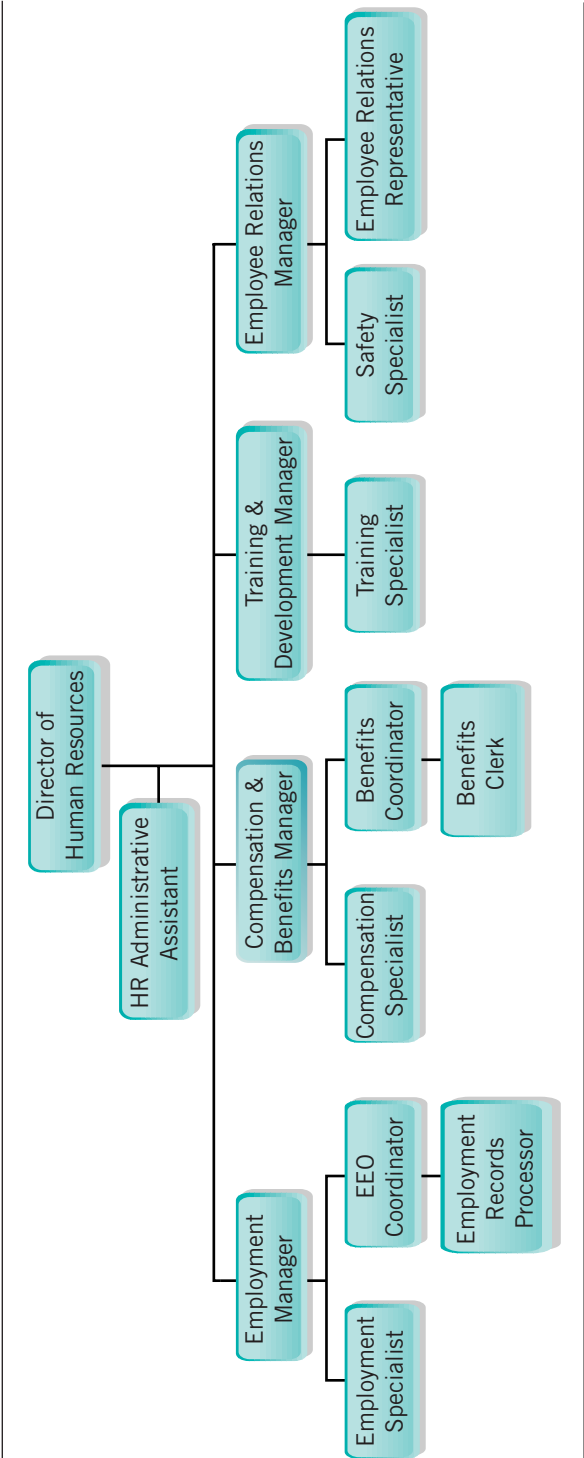 Director of
Human Resources
HR Administrative
Assistant
Employment
Manager
Compensation &
Benefits Manager
Training &
Development Manager
Employee Relations
Manager
Employment
Specialist
EEO
Coordinator
Compensation
Specialist
Benefits
Coordinator
Training
Specialist
Safety
Specialist
Employee Relations
Representative
Employment
Records
Processor
Benefits
Clerk